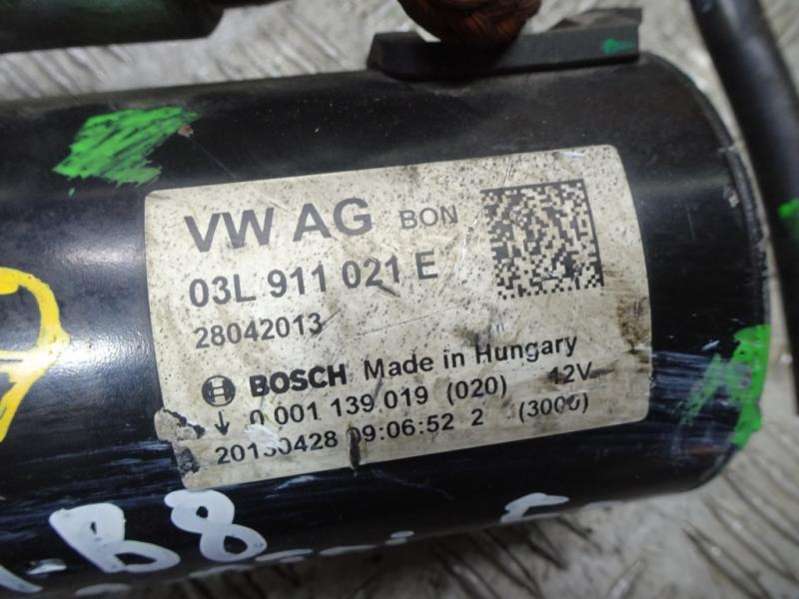 VW AG BON
03L 911 021 E
28042013
BOSCH Made in Hungary
0 001 139 019 (020) 12V
20130428 09:06:52 2 (3000)
B8